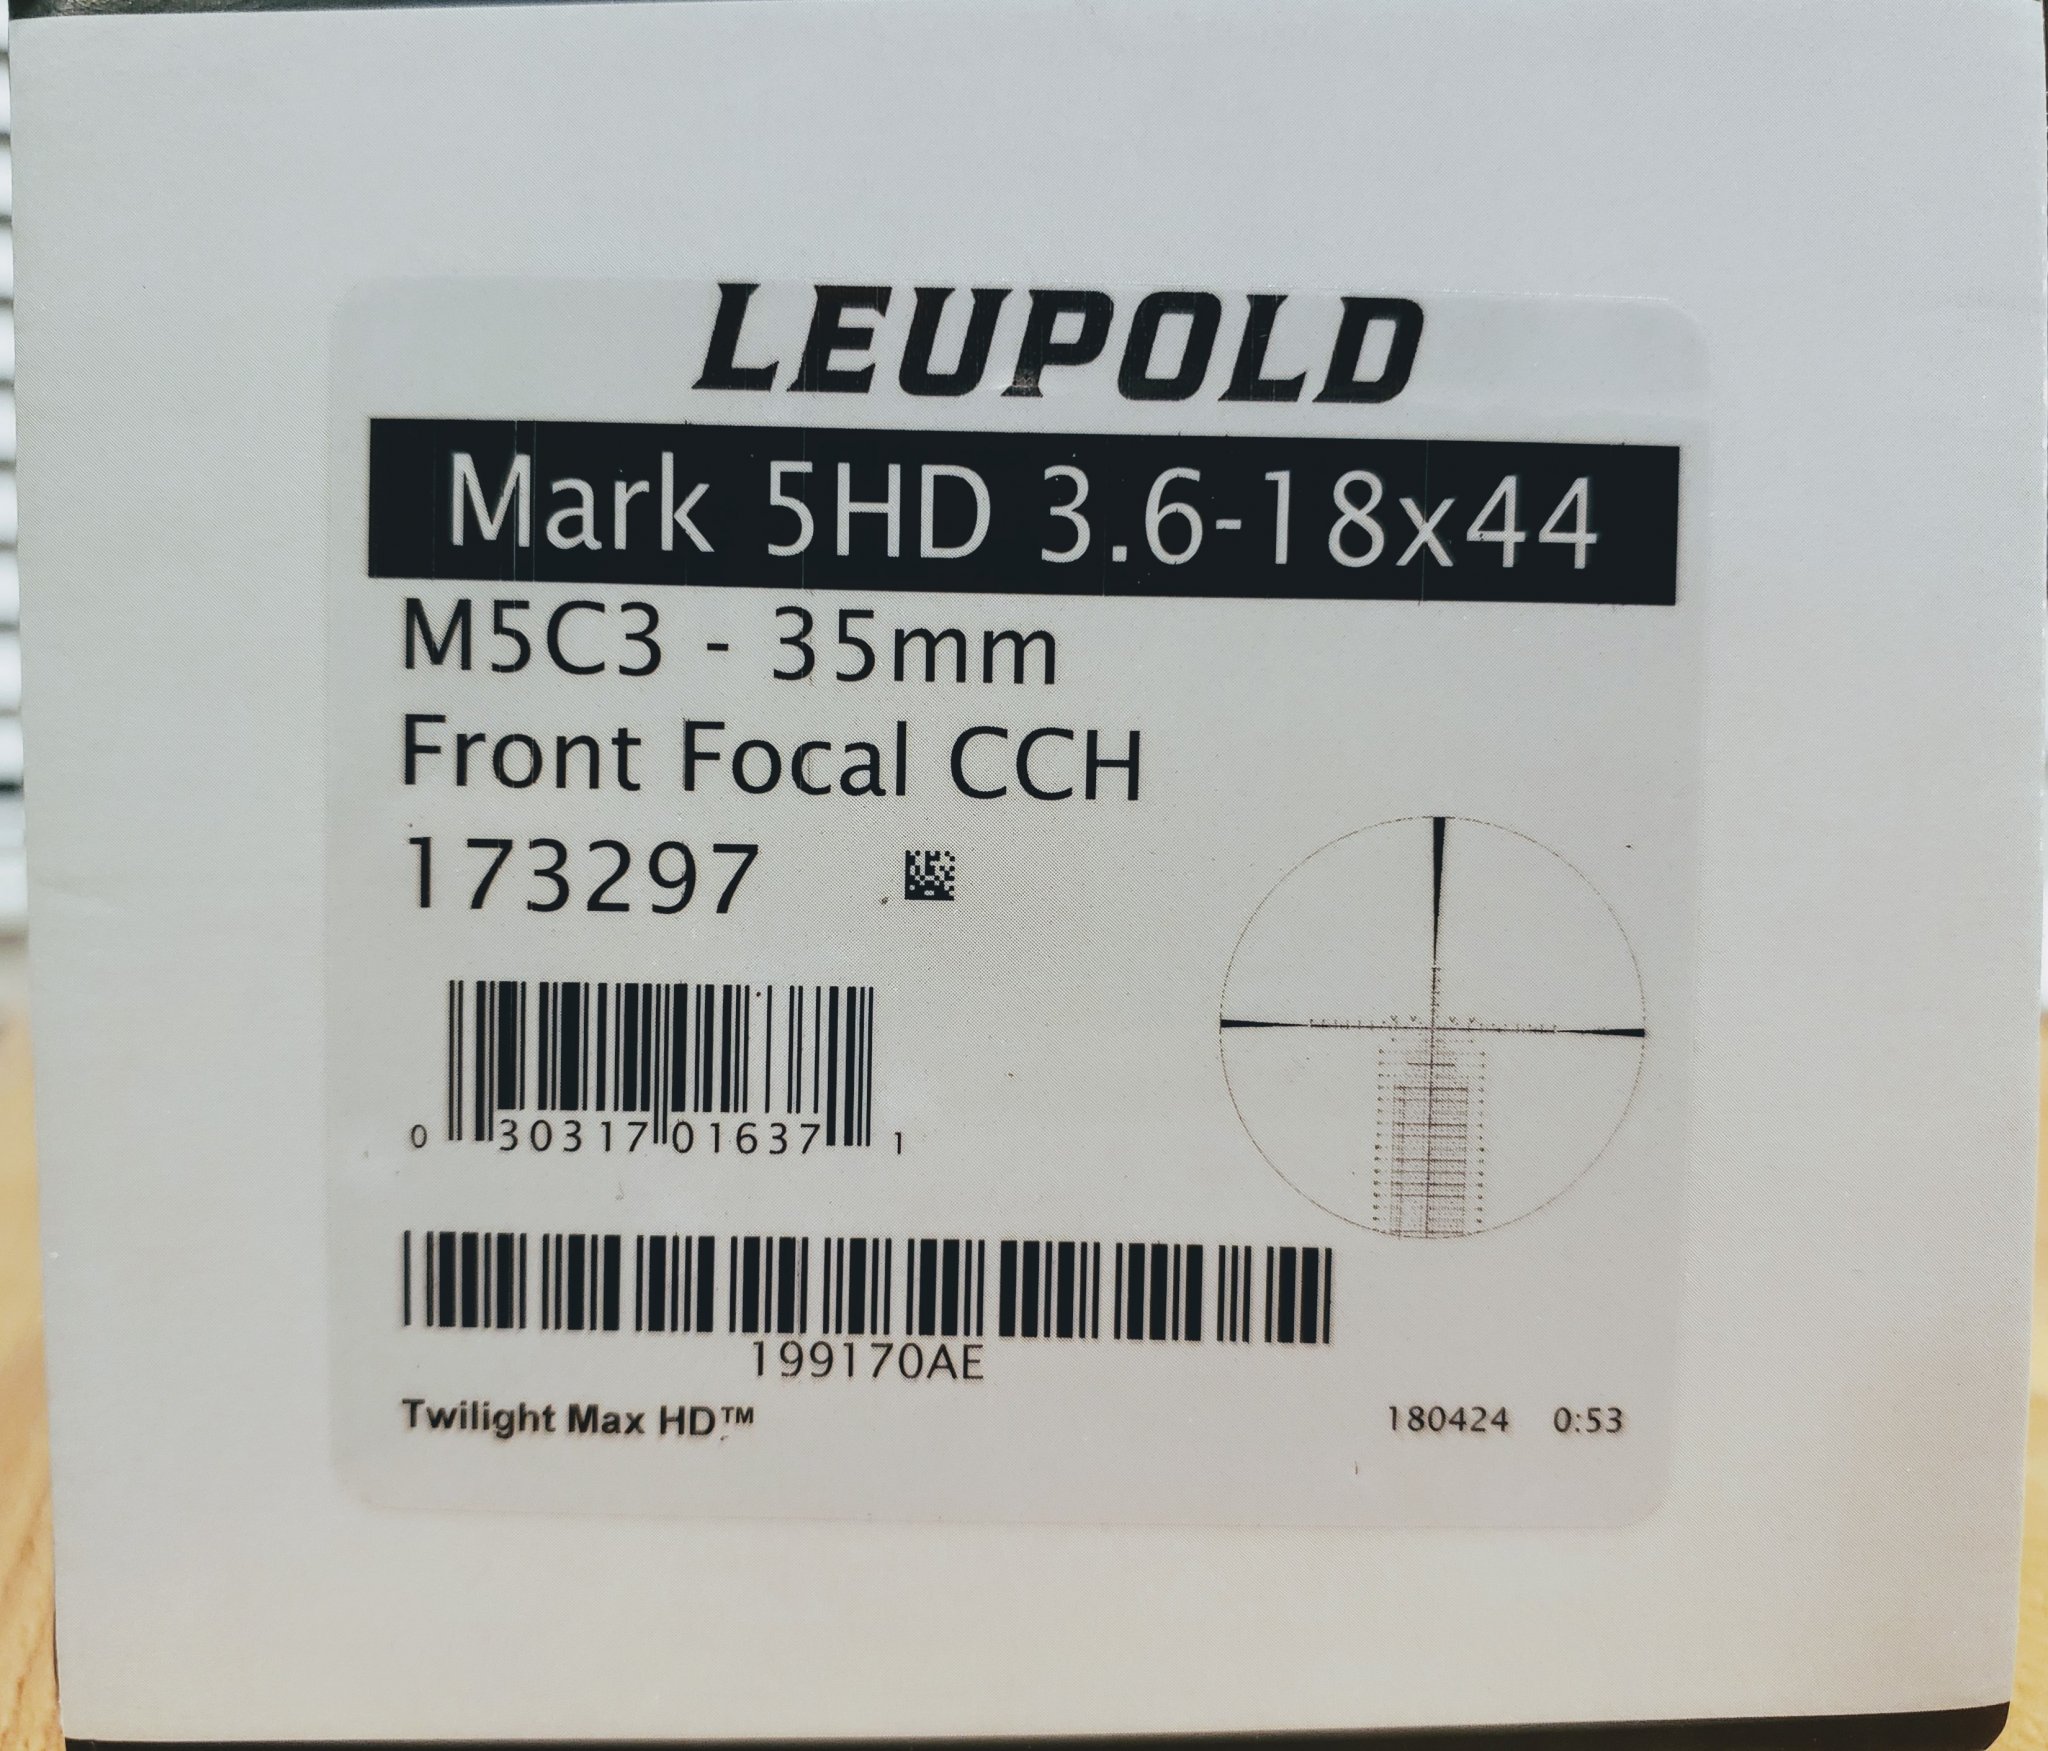 LEUPOLD
Mark 5HD 3.6-18x44
M5C3 - 35mm
Front Focal CCH
173297
0 30317 01637 1
199170AE
Twilight Max HD™
180424 0:53